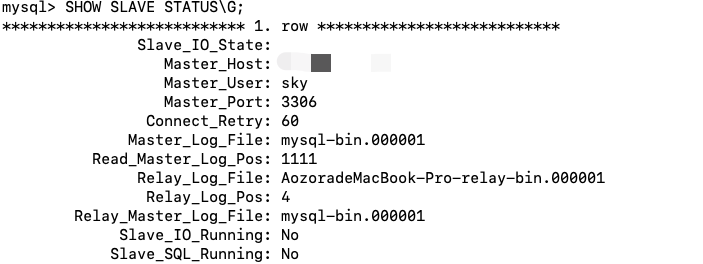 mysql> SHOW SLAVE STATUS\G;
*************************** 1. row ***************************
Slave_IO_State:
Master_Host:
Master_User: sky
Master_Port: 3306
Connect_Retry: 60
Master_Log_File: mysql-bin.000001
Read_Master_Log_Pos: 1111
Relay_Log_File: AozoradeMacBook-Pro-relay-bin.000001
Relay_Log_Pos: 4
Relay_Master_Log_File: mysql-bin.000001
Slave_IO_Running: No
Slave_SQL_Running: No